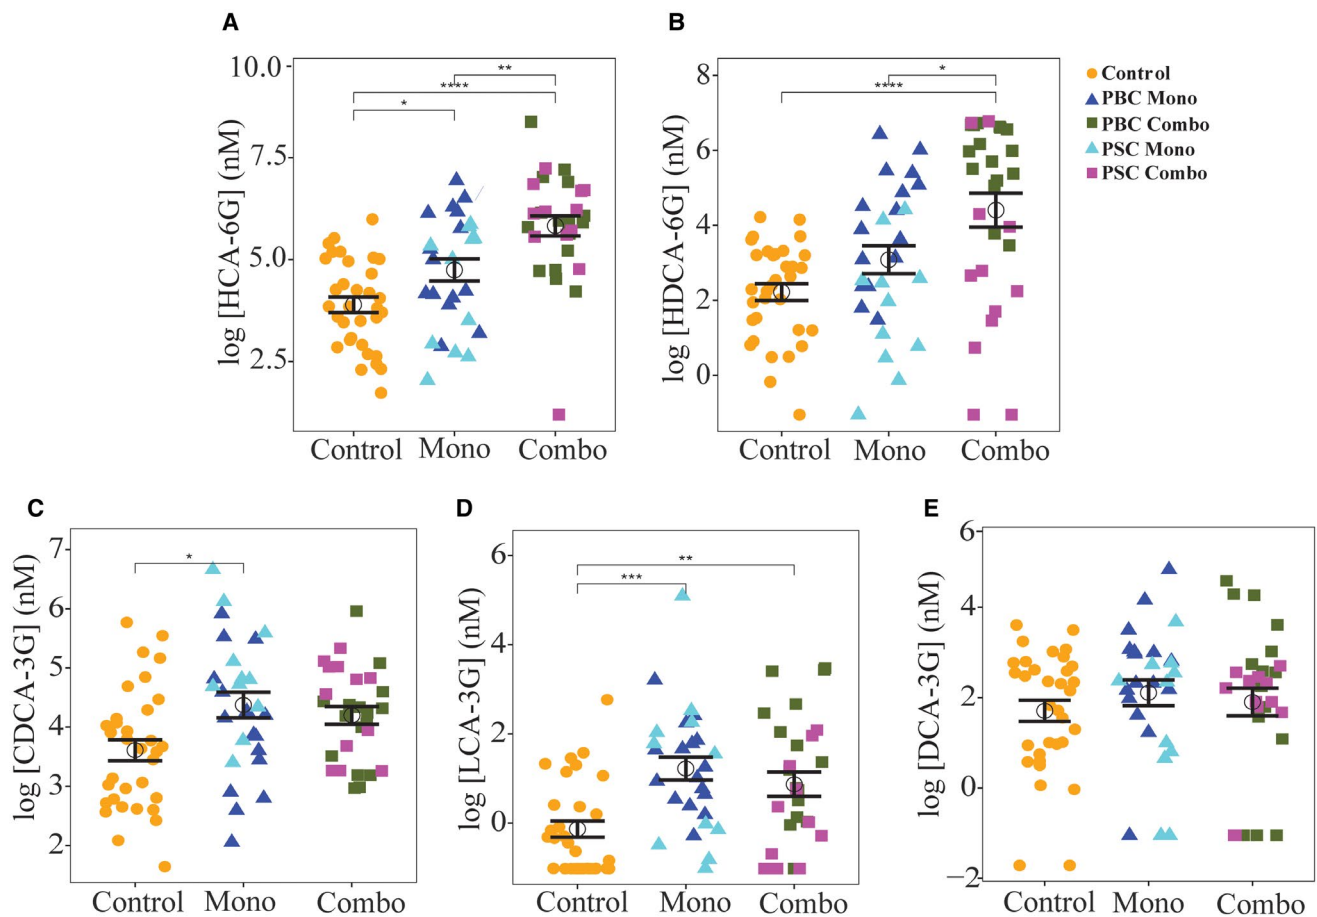 A
log [HCA-6G] (nM)
10.0
7.5
5.0
2.5
**
****
*
Control Mono Combo
B
log [HDCA-6G] (nM)
8
6
4
2
0
*
****
Control Mono Combo
Control
PBC Mono
PBC Combo
PSC Mono
PSC Combo
C
log [CDCA-3G] (nM)
7
6
5
4
3
2
*
Control Mono Combo
D
log [LCA-3G] (nM)
6
4
2
0
**
***
Control Mono Combo
E
log [DCA-3G] (nM)
6
4
2
0
−2
Control Mono Combo